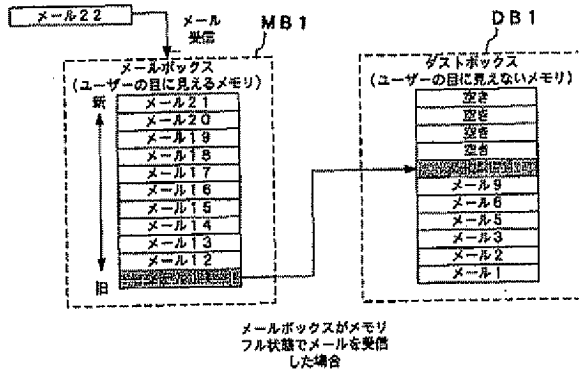 メール22
メール
受信
MB1
メールボックス
(ユーザーの目に見えるメモリ)
新
メール21
メール20
メール19
メール18
メール17
メール16
メール15
メール14
メール13
メール12
旧
DB1
ダストボックス
(ユーザーの目に見えないメモリ)
空き
空き
空き
空き
メール9
メール6
メール5
メール3
メール2
メール1
メールボックスがメモリ
フル状態でメールを受信
した場合